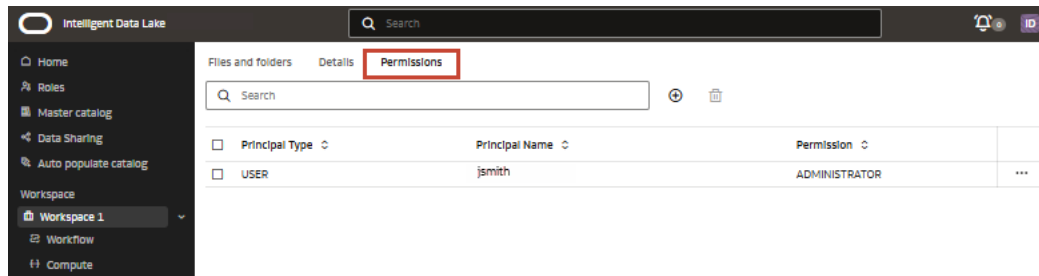 Intelligent Data Lake
Search
0
ID
Home
Roles
Master catalog
Data Sharing
Auto populate catalog
Workspace
Workspace 1
Workflow
Compute
Files and folders Details Permissions
Search
Principal Type Principal Name Permission
USER jsmith ADMINISTRATOR